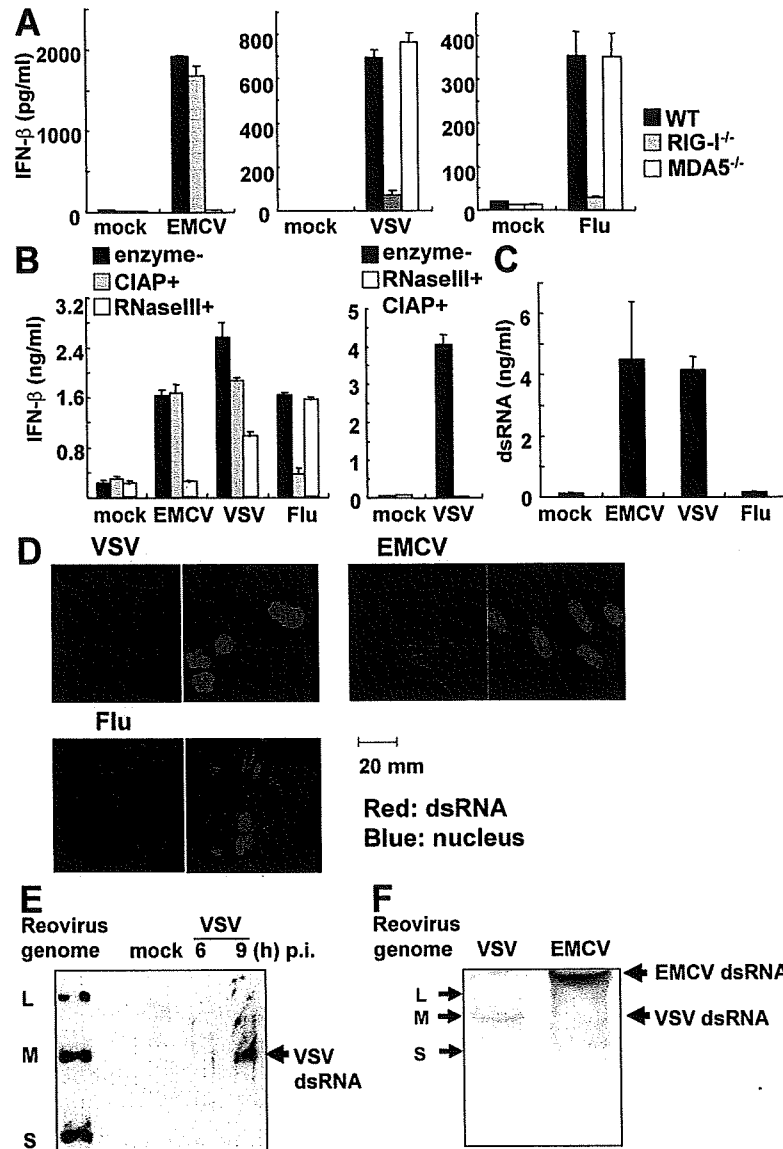 A
IFN-β (pg/ml)
2000
1000
0
mock EMCV
800
600
400
200
0
mock VSV
400
300
200
100
0
mock Flu
WT
RIG-I-/-
MDA5-/-
B
enzyme-
CIAP+
RNaseIII+
IFN-β (ng/ml)
3.2
2.4
1.6
0.8
mock EMCV VSV Flu
enzyme-
RNaseIII+
CIAP+
5
4
3
2
1
0
mock VSV
C
dsRNA (ng/ml)
6
4
2
0
mock EMCV VSV Flu
D
VSV
EMCV
Flu
20 mm
Red: dsRNA
Blue: nucleus
E
Reovirus
genome
mock
VSV
6 9 (h) p.i.
L
M
S
VSV
dsRNA
F
Reovirus
genome
VSV EMCV
L
M
S
EMCV dsRNA
VSV dsRNA